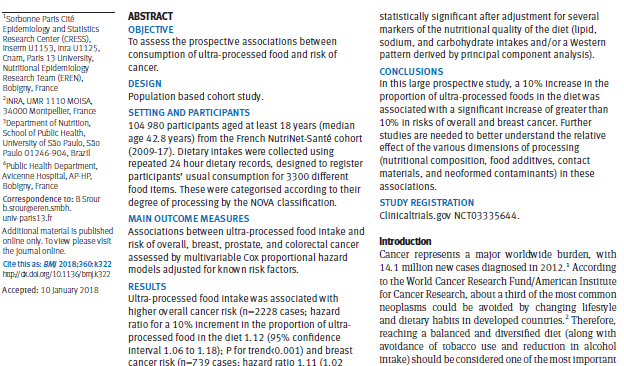 ¹Sorbonne Paris Cité
Epidemiology and Statistics
Research Center (CRESS),
Inserm U1153, Inra U1125,
Cnam, Paris 13 University,
Nutritional Epidemiology
Research Team (EREN),
Bobigny, France
²INRA, UMR 1110 MOISA,
34000 Montpellier, France
³Department of Nutrition,
School of Public Health,
University of São Paulo, São
Paulo 01246-904, Brazil
⁴Public Health Department,
Avicenne Hospital, AP-HP,
Bobigny, France
Correspondence to: B Srour
b.srour@eren.smbh.
univ-paris13.fr
Additional material is published
online only. To view please visit
the journal online.
Cite this as: BMJ 2018;360:k322
http://dx.doi.org/10.1136/bmj.k322
Accepted: 10 January 2018
ABSTRACT
OBJECTIVE
To assess the prospective associations between
consumption of ultra-processed food and risk of
cancer.
DESIGN
Population based cohort study.
SETTING AND PARTICIPANTS
104 980 participants aged at least 18 years (median
age 42.8 years) from the French NutriNet-Santé cohort
(2009-17). Dietary intakes were collected using
repeated 24 hour dietary records, designed to register
participants' usual consumption for 3300 different
food items. These were categorised according to their
degree of processing by the NOVA classification.
MAIN OUTCOME MEASURES
Associations between ultra-processed food intake and
risk of overall, breast, prostate, and colorectal cancer
assessed by multivariable Cox proportional hazard
models adjusted for known risk factors.
RESULTS
Ultra-processed food intake was associated with
higher overall cancer risk (n=2228 cases; hazard
ratio for a 10% increment in the proportion of ultra-
processed food in the diet 1.12 (95% confidence
interval 1.06 to 1.18); P for trend<0.001) and breast
cancer risk (n=739 cases; hazard ratio 1.11 (1.02
statistically significant after adjustment for several
markers of the nutritional quality of the diet (lipid,
sodium, and carbohydrate intakes and/or a Western
pattern derived by principal component analysis).
CONCLUSIONS
In this large prospective study, a 10% increase in the
proportion of ultra-processed foods in the diet was
associated with a significant increase of greater than
10% in risks of overall and breast cancer. Further
studies are needed to better understand the relative
effect of the various dimensions of processing
(nutritional composition, food additives, contact
materials, and neoformed contaminants) in these
associations.
STUDY REGISTRATION
Clinicaltrials.gov NCT03335644.
Introduction
Cancer represents a major worldwide burden, with
14.1 million new cases diagnosed in 2012.¹ According
to the World Cancer Research Fund/American Institute
for Cancer Research, about a third of the most common
neoplasms could be avoided by changing lifestyle
and dietary habits in developed countries.² Therefore,
reaching a balanced and diversified diet (along with
avoidance of tobacco use and reduction in alcohol
intake) should be considered one of the most important